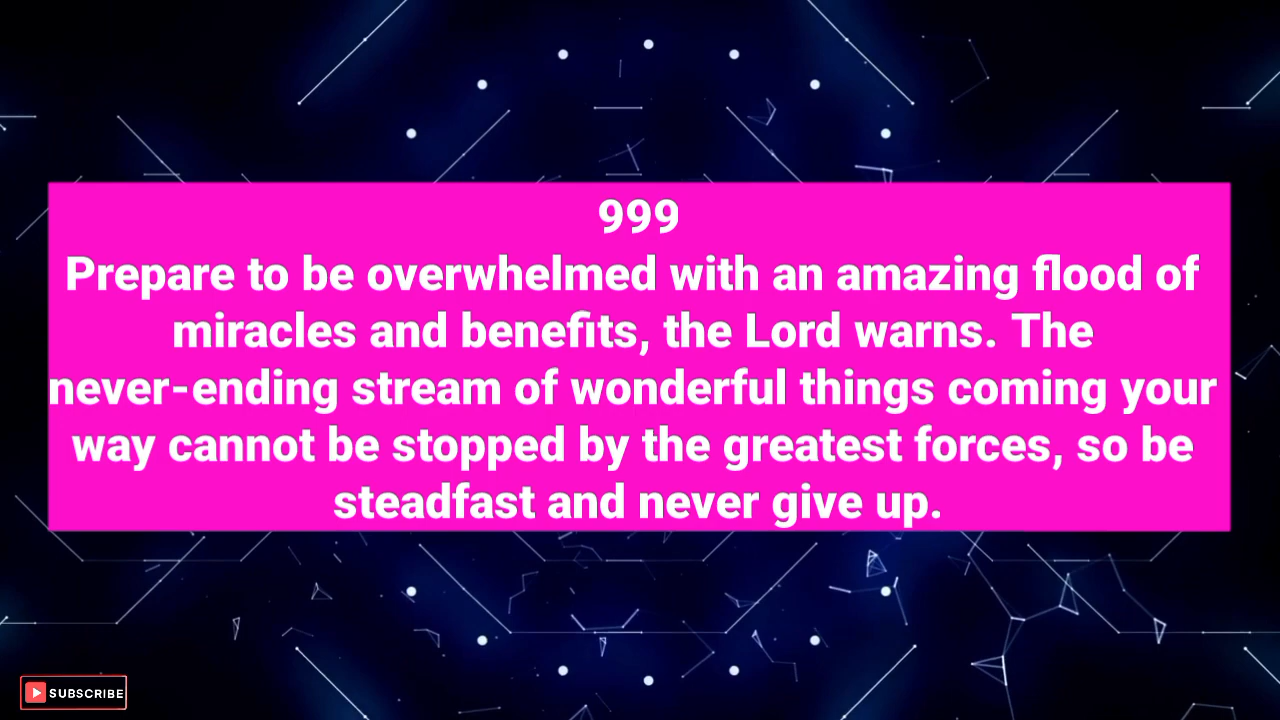 999
Prepare to be overwhelmed with an amazing flood of
miracles and benefits, the Lord warns. The
never-ending stream of wonderful things coming your
way cannot be stopped by the greatest forces, so be
steadfast and never give up.
SUBSCRIBE